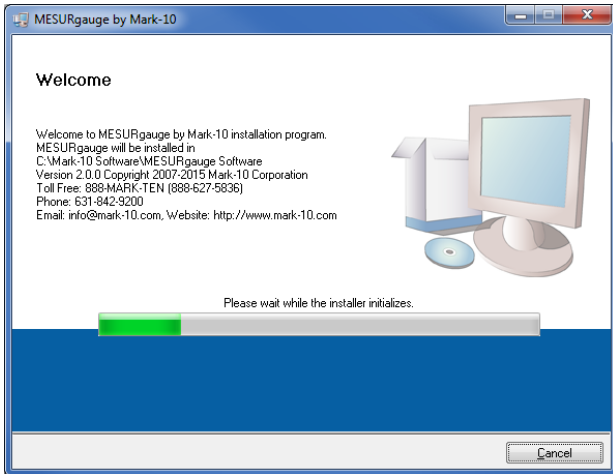 MESURgauge by Mark-10
Welcome
Welcome to MESURgauge by Mark-10 installation program.
MESURgauge will be installed in
C:\Mark-10 Software\MESURgauge Software
Version 2.0.0 Copyright 2007-2015 Mark-10 Corporation
Toll Free: 888-MARK-TEN (888-627-5836)
Phone: 631-842-9200
Email: info@mark-10.com, Website: http://www.mark-10.com
Please wait while the installer initializes.
Cancel